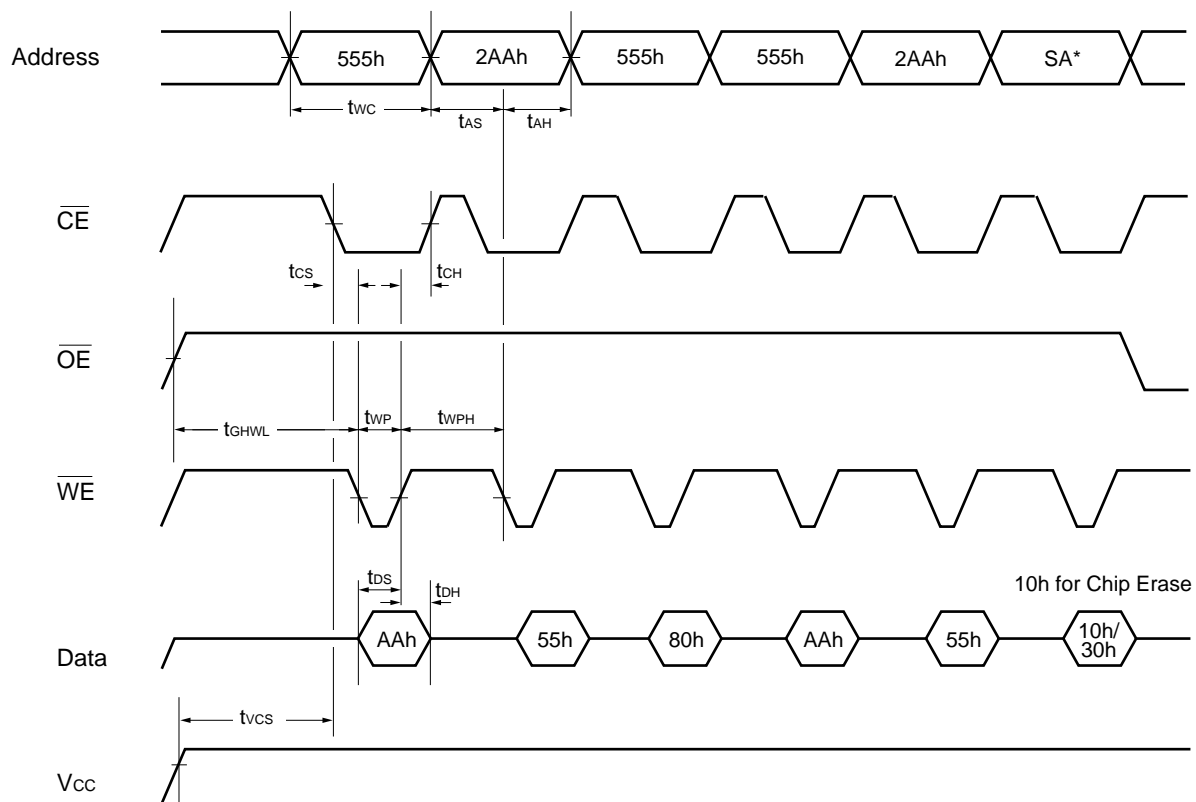 Address
555h
2AAh
555h
555h
2AAh
SA*
tWC
tAS
tAH
CE
tCS
tCH
OE
tGHWL
tWP
tWPH
WE
tDS
tDH
10h for Chip Erase
Data
AAh
55h
80h
AAh
55h
10h/
30h
tVCS
VCC